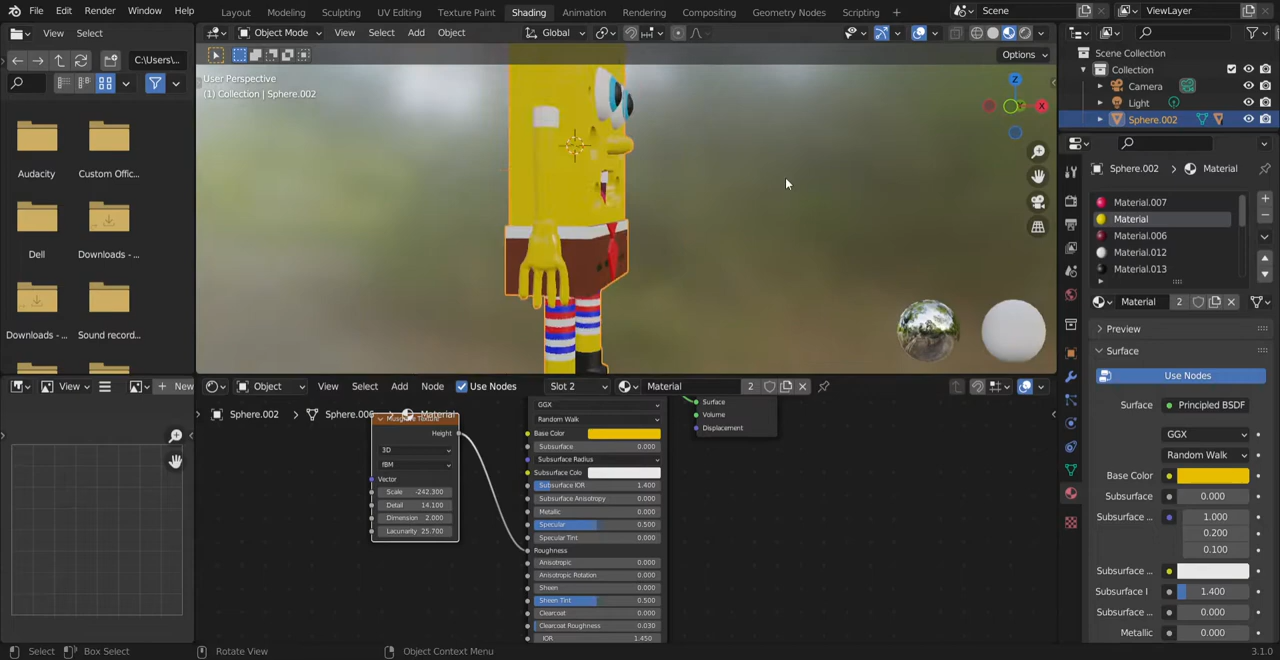 File Edit Render Window Help Layout Modeling Sculpting UV Editing Texture Paint Shading Animation Rendering Compositing Geometry Nodes Scripting Scene ViewLayer
View Select Object Mode View Select Add Object Global
C:\Users\... Options
User Perspective
(1) Collection | Sphere.002
Scene Collection
Collection
Camera
Light
Sphere.002
Z
X
Sphere.002 > Material
Audacity Custom Offic...
Dell Downloads - ...
Downloads - ... Sound record...
Material.007
Material
Material.006
Material.012
Material.013
Material 2
Preview
Surface
Use Nodes
Surface Principled BSDF
GGX
Random Walk
Base Color
Subsurface 0.000
Subsurface ... 1.000
0.200
0.100
Subsurface ...
Subsurface I 1.400
Subsurface ... 0.000
Metallic 0.000
View New Object View Select Add Node Use Nodes Slot 2 Material 2
Sphere.002 > Sphere.006 > Material
Height
3D
fBM
Vector
Scale -242.300
Detail 14.100
Dimension 2.000
Lacunarity 25.700
GGX
Random Walk
Base Color
Subsurface 0.000
Subsurface Radius
Subsurface Colo
Subsurface IOR 1.400
Subsurface Anisotropy 0.000
Metallic 0.000
Specular 0.500
Specular Tint 0.000
Roughness
Anisotropic 0.000
Anisotropic Rotation 0.000
Sheen 0.000
Sheen Tint 0.500
Clearcoat 0.000
Clearcoat Roughness 0.030
IOR 1.450
Surface
Volume
Displacement
Select Box Select Rotate View Object Context Menu 3.1.0